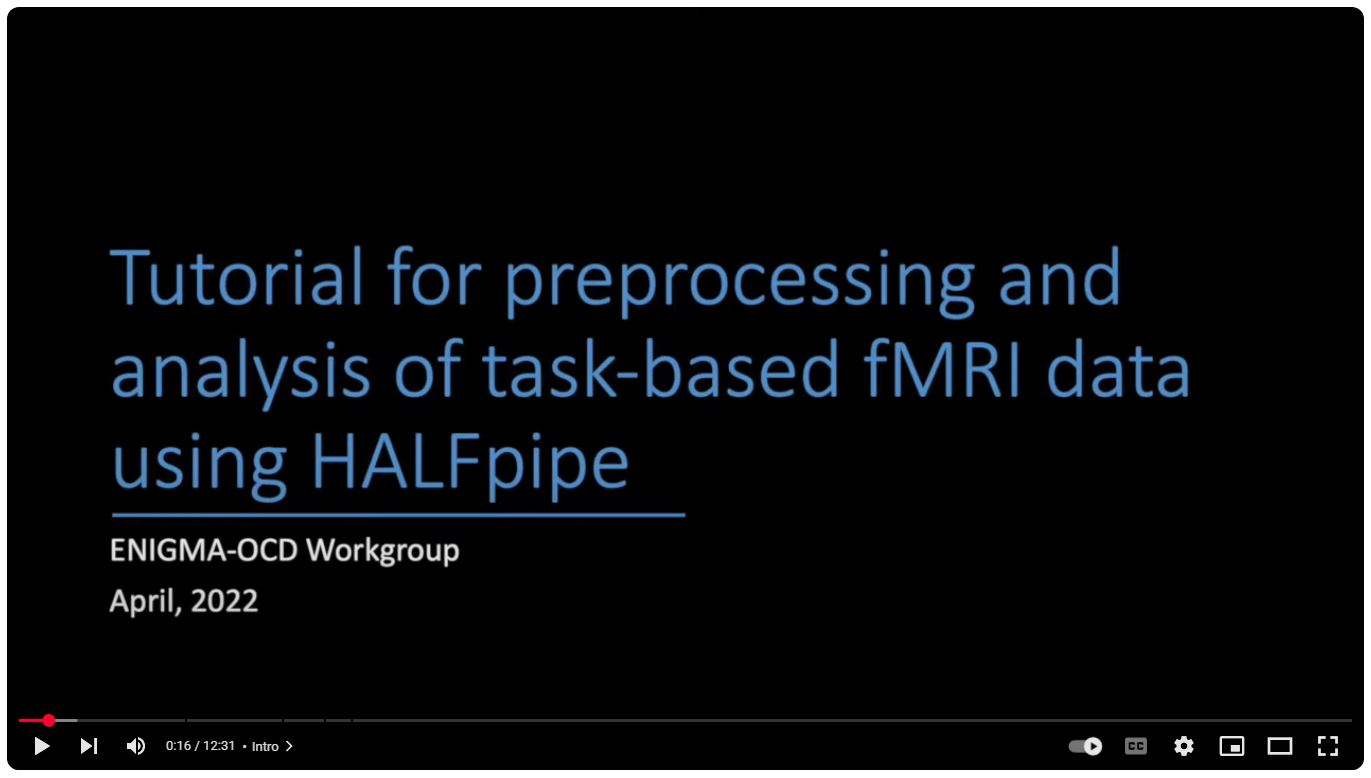 Tutorial for preprocessing and
analysis of task-based fMRI data
using HALFpipe
ENIGMA-OCD Workgroup
April, 2022
0:16 / 12:31 • Intro
CC